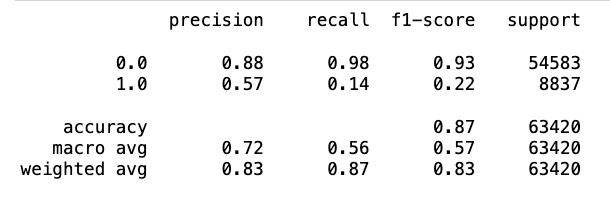 precision recall f1-score support
0.0 0.88 0.98 0.93 54583
1.0 0.57 0.14 0.22 8837
accuracy 0.87 63420
macro avg 0.72 0.56 0.57 63420
weighted avg 0.83 0.87 0.83 63420